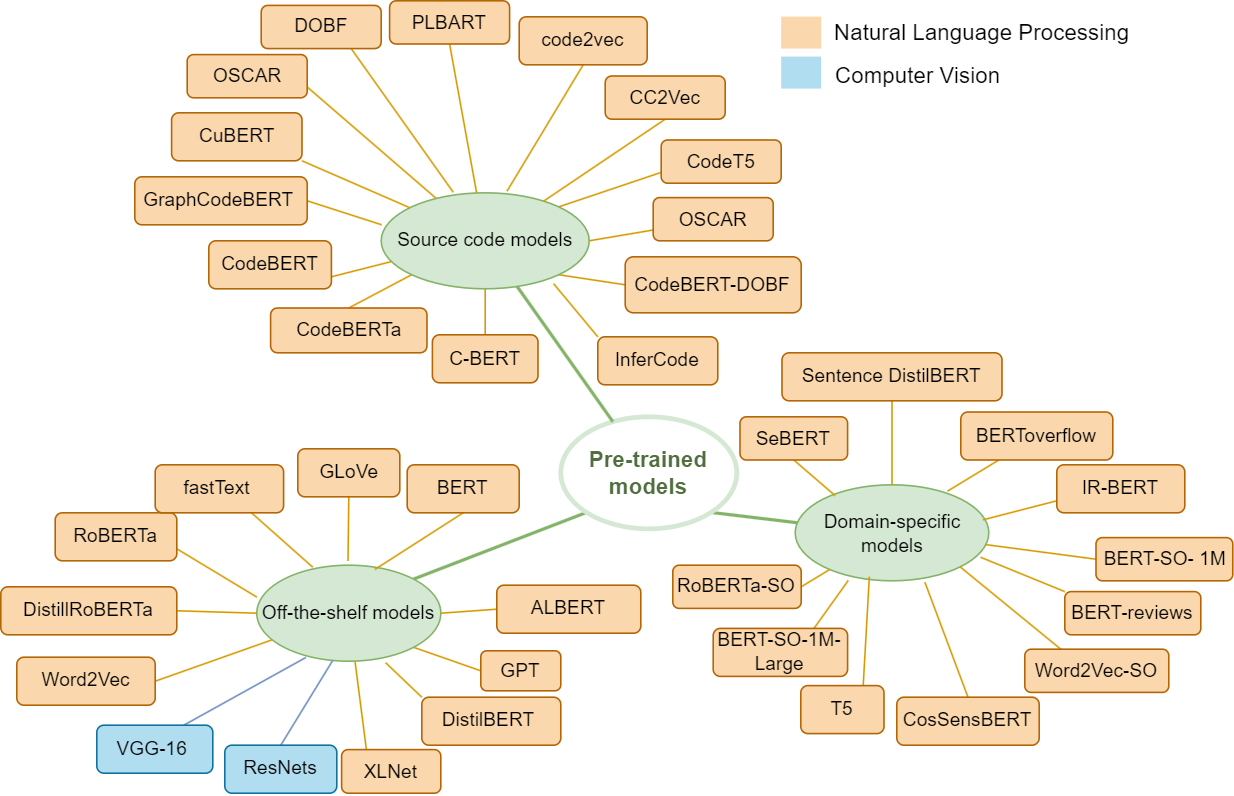 DOBF
PLBART
code2vec
Natural Language Processing
Computer Vision
OSCAR
CC2Vec
CuBERT
CodeT5
GraphCodeBERT
OSCAR
Source code models
CodeBERT
CodeBERT-DOBF
CodeBERTa
C-BERT
InferCode
Sentence DistilBERT
SeBERT
BERToverflow
Pre-trained
models
IR-BERT
Domain-specific
models
BERT-SO- 1M
RoBERTa-SO
BERT-reviews
BERT-SO-1M-
Large
Word2Vec-SO
T5
CosSensBERT
GLoVe
fastText
BERT
RoBERTa
DistillRoBERTa
Off-the-shelf models
ALBERT
Word2Vec
GPT
DistilBERT
VGG-16
ResNets
XLNet